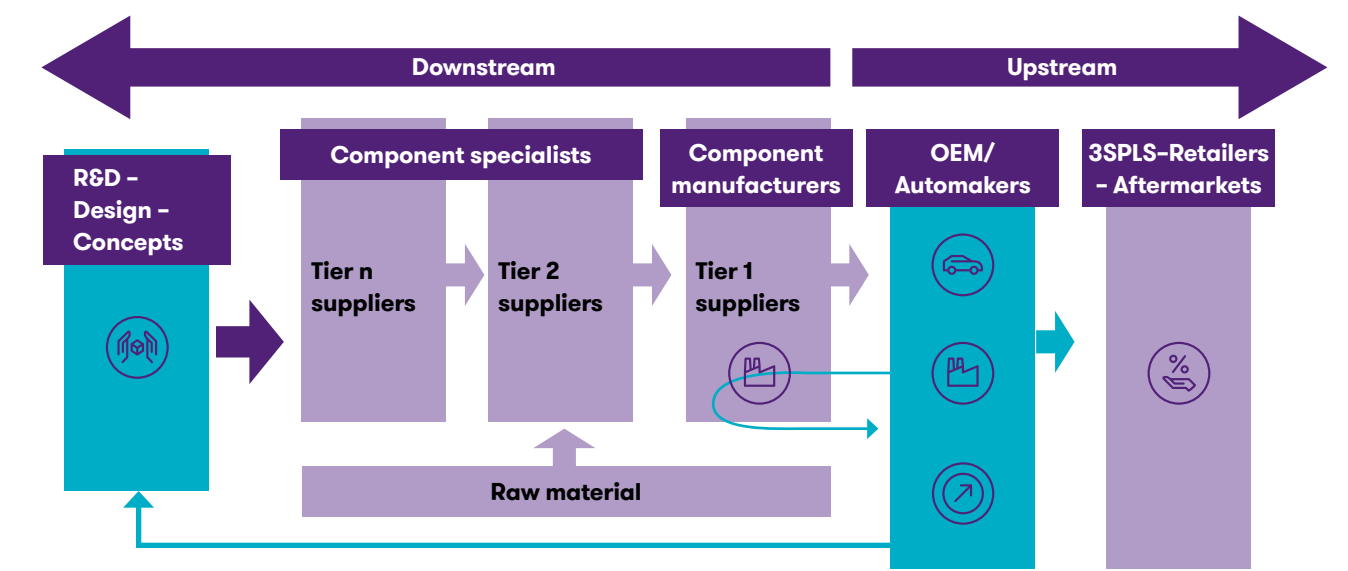 Downstream
Upstream
R&D –
Design –
Concepts
Component specialists
Component
manufacturers
OEM/
Automakers
3SPLS–Retailers
– Aftermarkets
Tier n
suppliers
Tier 2
suppliers
Tier 1
suppliers
%
Raw material